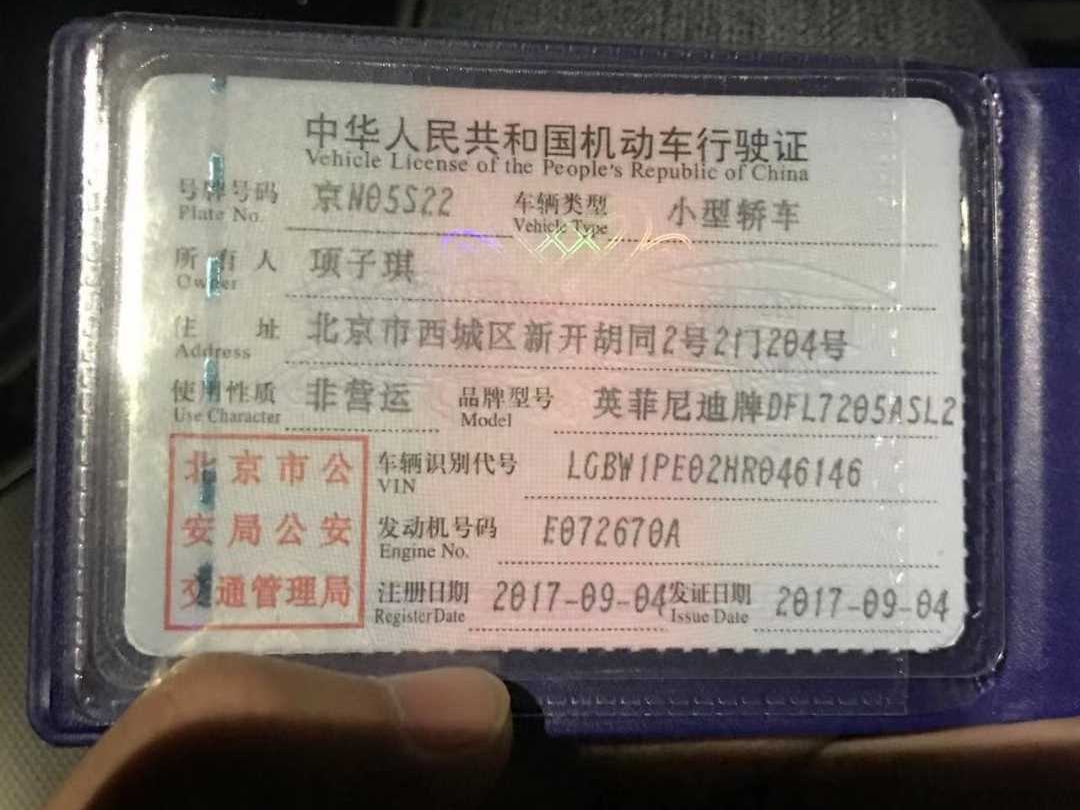 中华人民共和国机动车行驶证
Vehicle License of the People's Republic of China
号牌号码 京N05S22 车辆类型 小型轿车
Plate No. Vehicle Type
所有人 项子琪
Owner
住址 北京市西城区新开胡同2号2门204号
Address
使用性质 非营运 品牌型号 英菲尼迪牌DFL7205ASL2
Use Character Model
北京市公
安局公安
交通管理局
车辆识别代号 LGBW1PE02HR046146
VIN
发动机号码 E072670A
Engine No.
注册日期 2017-09-04 发证日期 2017-09-04
Register Date Issue Date